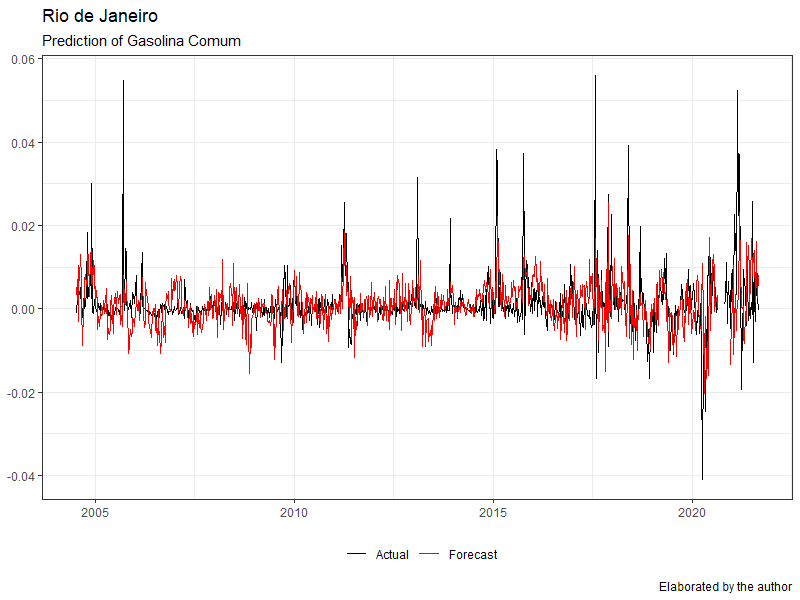 Rio de Janeiro
Prediction of Gasolina Comum
0.06
0.04
0.02
0.00
-0.02
-0.04
2005 2010 2015 2020
Actual Forecast
Elaborated by the author